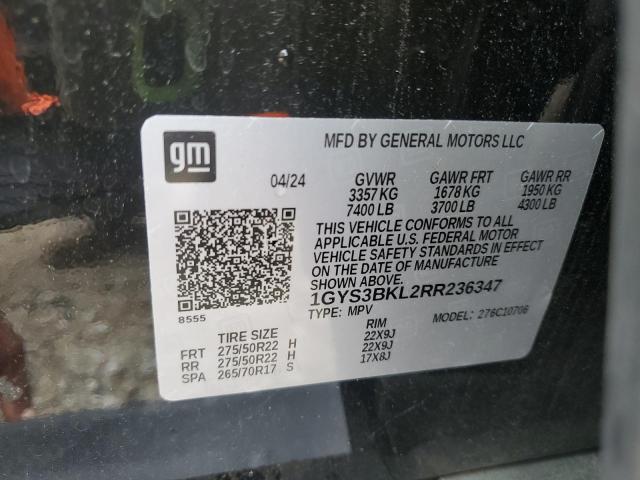 gm
MFD BY GENERAL MOTORS LLC
04/24
GVWR GAWR FRT GAWR RR
3357 KG 1678 KG 1950 KG
7400 LB 3700 LB 4300 LB
THIS VEHICLE CONFORMS TO ALL
APPLICABLE U.S. FEDERAL MOTOR
VEHICLE SAFETY STANDARDS IN EFFECT
ON THE DATE OF MANUFACTURE
SHOWN ABOVE.
1GYS3BKL2RR236347
8555
TYPE: MPV MODEL: 276C10706
TIRE SIZE RIM
FRT 275/50R22 H 22X9J
RR 275/50R22 H 22X9J
SPA 265/70R17 S 17X8J